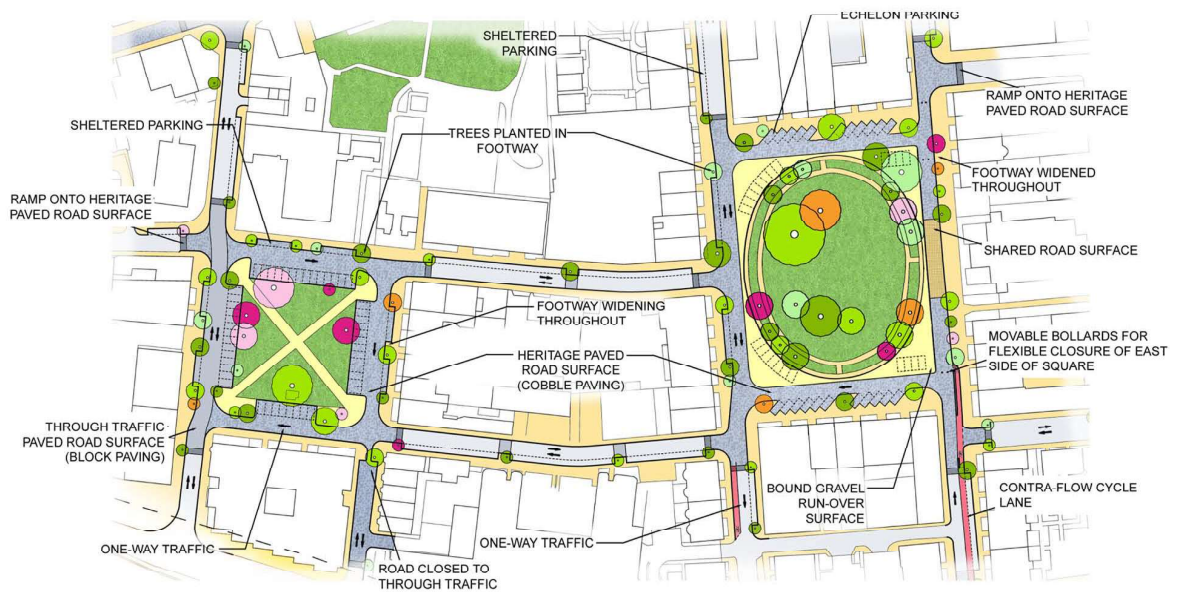 ECHELON PARKING
SHELTERED
PARKING
RAMP ONTO HERITAGE
PAVED ROAD SURFACE
SHELTERED PARKING
TREES PLANTED IN
FOOTWAY
FOOTWAY WIDENED
THROUGHOUT
RAMP ONTO HERITAGE
PAVED ROAD SURFACE
SHARED ROAD SURFACE
FOOTWAY WIDENING
THROUGHOUT
MOVABLE BOLLARDS FOR
FLEXIBLE CLOSURE OF EAST
SIDE OF SQUARE
HERITAGE PAVED
ROAD SURFACE
(COBBLE PAVING)
THROUGH TRAFFIC
PAVED ROAD SURFACE
(BLOCK PAVING)
BOUND GRAVEL
RUN-OVER
SURFACE
CONTRA-FLOW CYCLE
LANE
ONE-WAY TRAFFIC
ONE-WAY TRAFFIC
ROAD CLOSED TO
THROUGH TRAFFIC